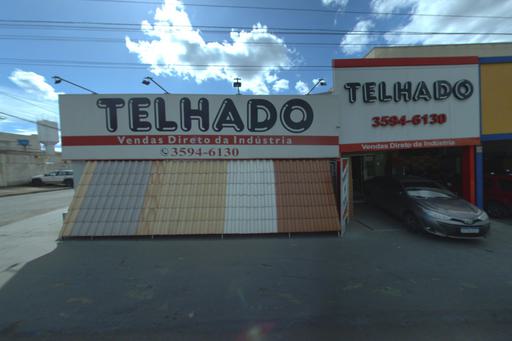 TELHADO
Vendas Direto da Indústria
3594-6130
TELHADO
3594-6130
Vendas Direto da Indústria